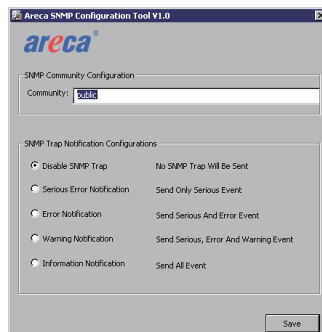 Areca SNMP Configuration Tool V1.0
areca®
SNMP Community Configuration
Community: public
SNMP Trap Notification Configurations
Disable SNMP Trap No SNMP Trap Will Be Sent
Serious Error Notification Send Only Serious Event
Error Notification Send Serious And Error Event
Warning Notification Send Serious, Error And Warning Event
Information Notification Send All Event
Save